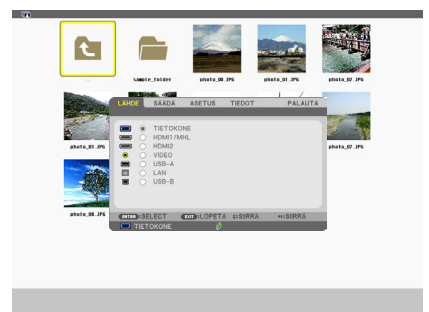 ..
sample_folder photo_00.JPG photo_01.JPG photo_02.JPG
LÄHDE SÄÄDÄ ASETUS TIEDOT PALAUTA
TIETOKONE
HDMI1/MHL
HDMI2
VIDEO
USB-A
LAN
USB-B
photo_03.JPG photo_07.JPG
ENTER:SELECT EXIT:LOPETA ↕:SIIRRÄ ↔:SIIRRÄ
TIETOKONE
photo_08.JPG